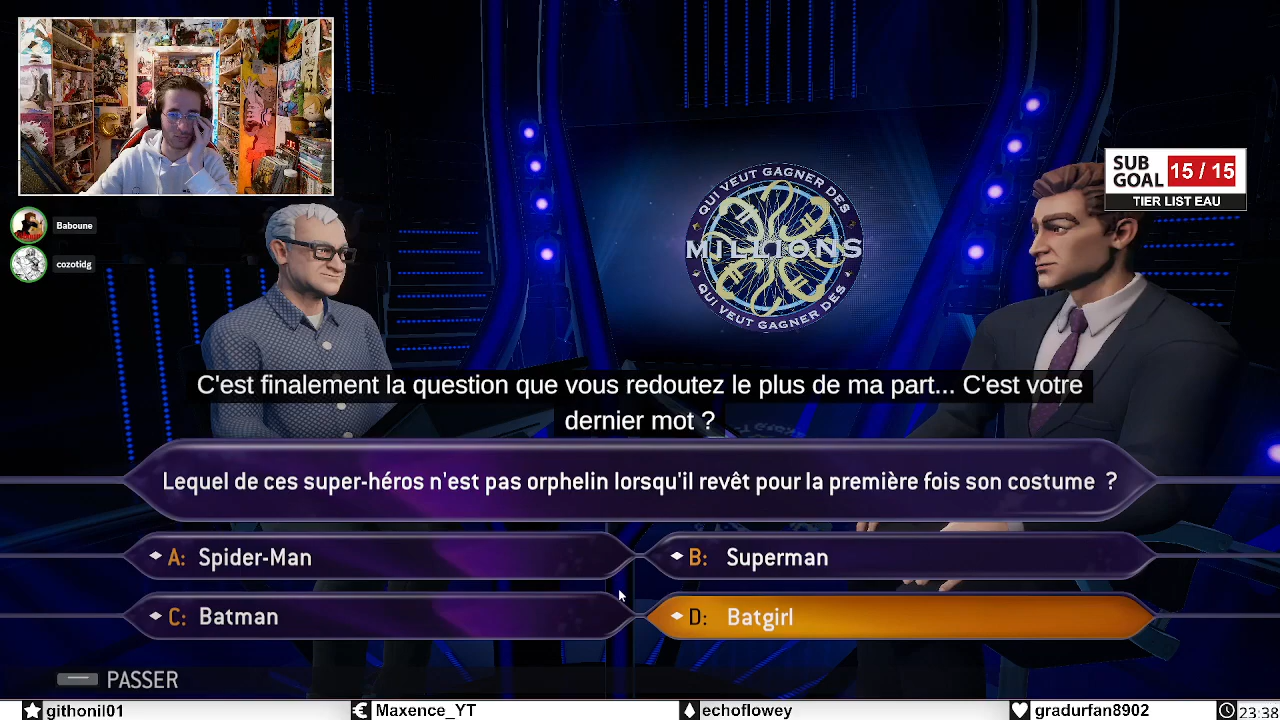 SUB
GOAL
15 / 15
TIER LIST EAU
Baboune
cozotidg
QUI VEUT GAGNER DES
MILLIONS
QUI VEUT GAGNER DES
C'est finalement la question que vous redoutez le plus de ma part... C'est votre
dernier mot ?
Lequel de ces super-héros n'est pas orphelin lorsqu'il revêt pour la première fois son costume ?
A: Spider-Man
B: Superman
C: Batman
D: Batgirl
PASSER
githonil01
Maxence_YT
echoflowey
gradurfan8902
23:38